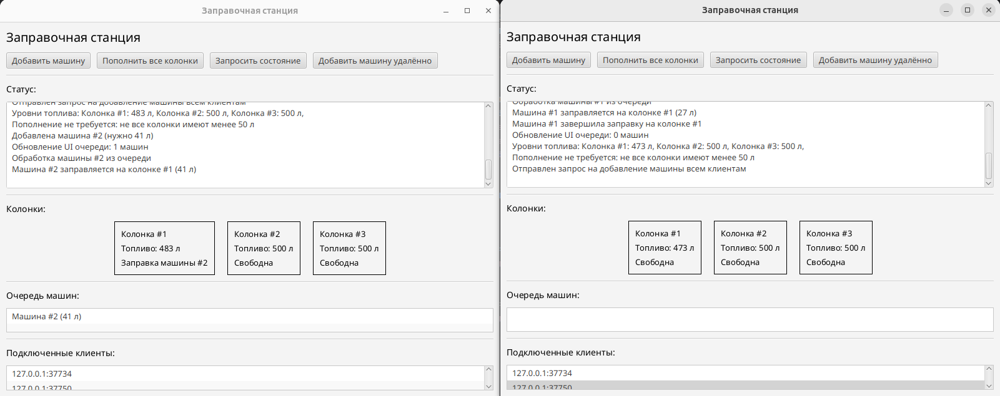 Заправочная станция
Заправочная станция
Добавить машину
Пополнить все колонки
Запросить состояние
Добавить машину удалённо
Статус:
Отправлен запрос на добавление машины всем клиентам
Уровни топлива: Колонка #1: 483 л, Колонка #2: 500 л, Колонка #3: 500 л,
Пополнение не требуется: не все колонки имеют менее 50 л
Добавлена машина #2 (нужно 41 л)
Обновление UI очереди: 1 машин
Обработка машины #2 из очереди
Машина #2 заправляется на колонке #1 (41 л)
Колонки:
Колонка #1
Топливо: 483 л
Заправка машины #2
Колонка #2
Топливо: 500 л
Свободна
Колонка #3
Топливо: 500 л
Свободна
Очередь машин:
Машина #2 (41 л)
Подключенные клиенты:
127.0.0.1:37734
127.0.0.1:37750
Заправочная станция
Заправочная станция
Добавить машину
Пополнить все колонки
Запросить состояние
Добавить машину удалённо
Статус:
Обработка машины #1 из очереди
Машина #1 заправляется на колонке #1 (27 л)
Машина #1 завершила заправку на колонке #1
Обновление UI очереди: 0 машин
Уровни топлива: Колонка #1: 473 л, Колонка #2: 500 л, Колонка #3: 500 л,
Пополнение не требуется: не все колонки имеют менее 50 л
Отправлен запрос на добавление машины всем клиентам
Колонки:
Колонка #1
Топливо: 473 л
Свободна
Колонка #2
Топливо: 500 л
Свободна
Колонка #3
Топливо: 500 л
Свободна
Очередь машин:
Подключенные клиенты:
127.0.0.1:37734
127.0.0.1:37750